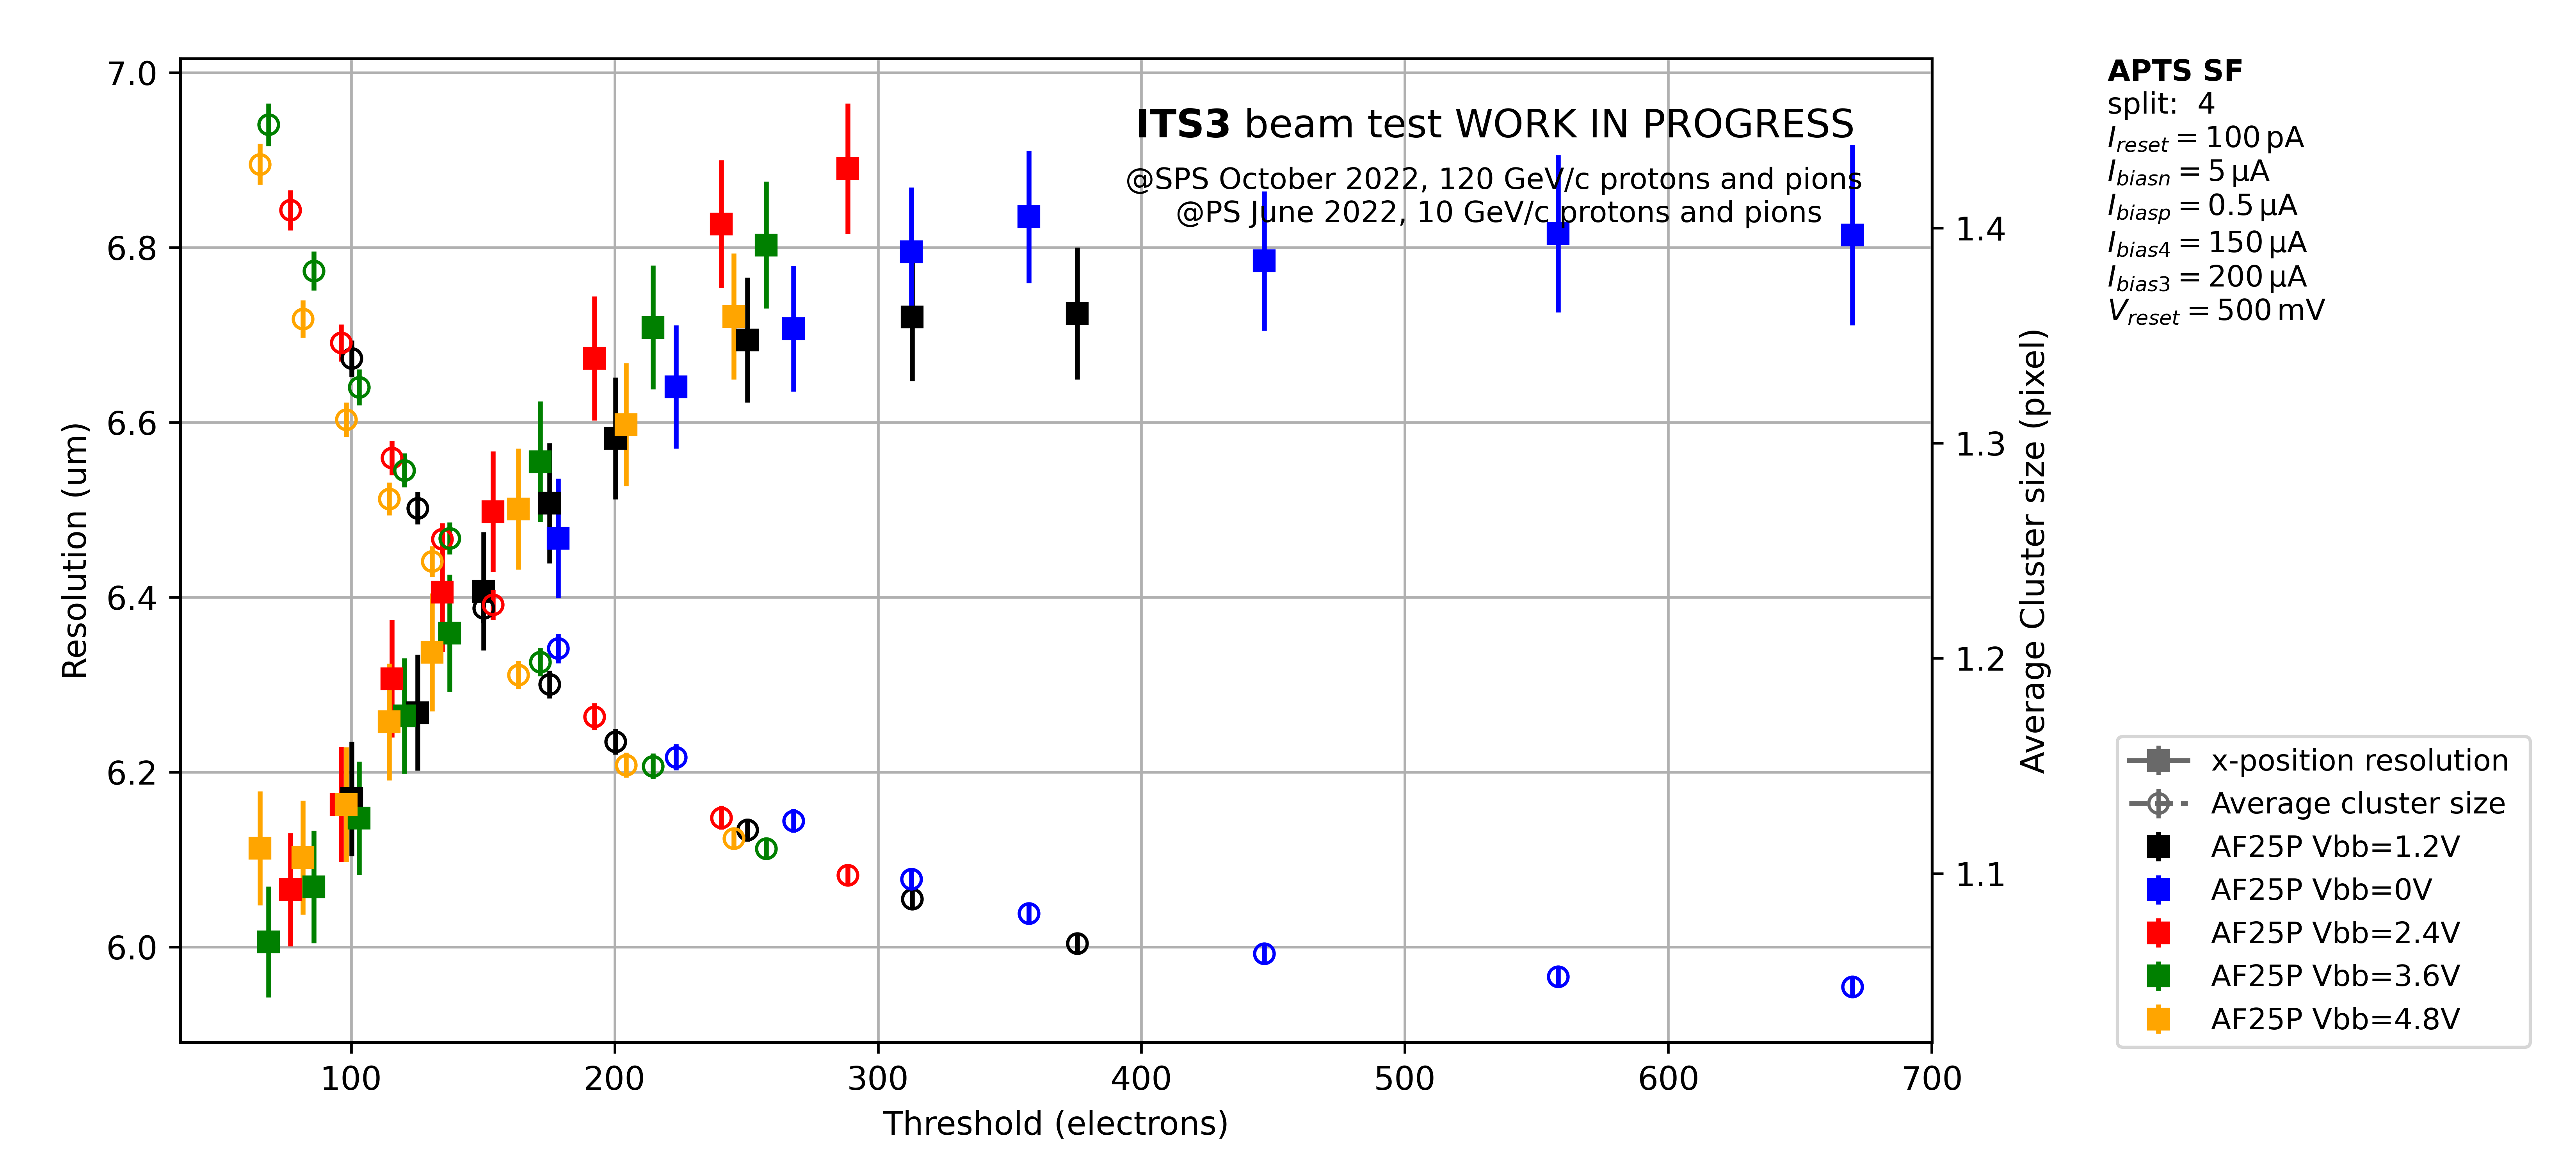 ITS3 beam test WORK IN PROGRESS
@SPS October 2022, 120 GeV/c protons and pions
@PS June 2022, 10 GeV/c protons and pions
7.0
6.8
6.6
6.4
6.2
6.0
Resolution (um)
100 200 300 400 500 600 700
Threshold (electrons)
1.4
1.3
1.2
1.1
Average Cluster size (pixel)
APTS SF
split: 4
I_reset = 100 pA
I_biasn = 5 μA
I_biasp = 0.5 μA
I_bias4 = 150 μA
I_bias3 = 200 μA
V_reset = 500 mV
x-position resolution
Average cluster size
AF25P Vbb=1.2V
AF25P Vbb=0V
AF25P Vbb=2.4V
AF25P Vbb=3.6V
AF25P Vbb=4.8V